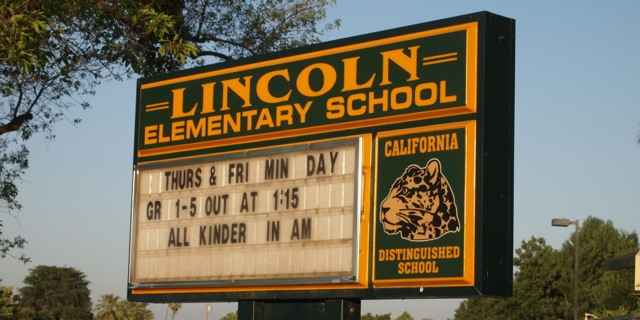 LINCOLN
ELEMENTARY SCHOOL
THURS & FRI MIN DAY
GR 1-5 OUT AT 1:15
ALL KINDER IN AM
CALIFORNIA
DISTINGUISHED
SCHOOL